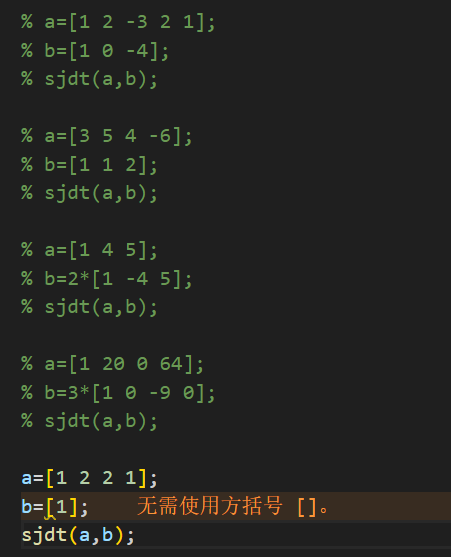 % a=[1 2 -3 2 1];
% b=[1 0 -4];
% sjdt(a,b);
% a=[3 5 4 -6];
% b=[1 1 2];
% sjdt(a,b);
% a=[1 4 5];
% b=2*[1 -4 5];
% sjdt(a,b);
% a=[1 20 0 64];
% b=3*[1 0 -9 0];
% sjdt(a,b);
a=[1 2 2 1];
b=[1]; 无需使用方括号 []。
sjdt(a,b);